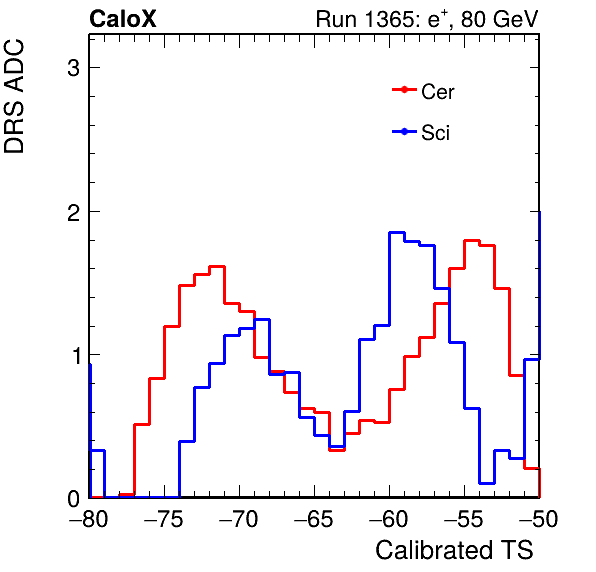 CaloX Run 1365: e⁺, 80 GeV
DRS ADC
3
2
1
0
Cer
Sci
−80 −75 −70 −65 −60 −55 −50
Calibrated TS